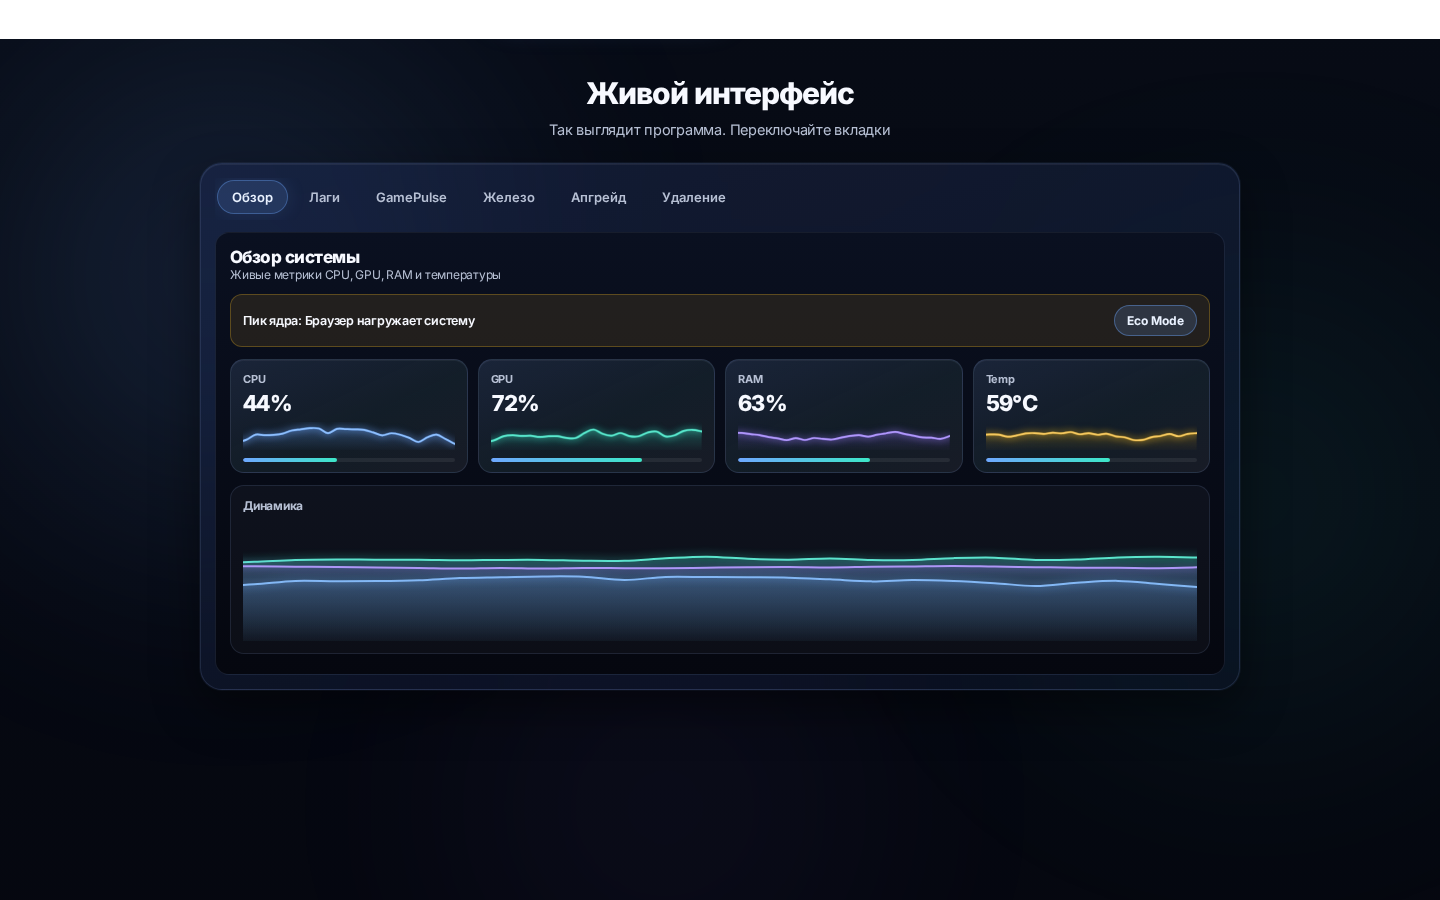 Живой интерфейс
Так выглядит программа. Переключайте вкладки
Обзор Лаги GamePulse Железо Апгрейд Удаление
Обзор системы
Живые метрики CPU, GPU, RAM и температуры
Пик ядра: Браузер нагружает систему Eco Mode
CPU GPU RAM Temp
44% 72% 63% 59°C
Динамика